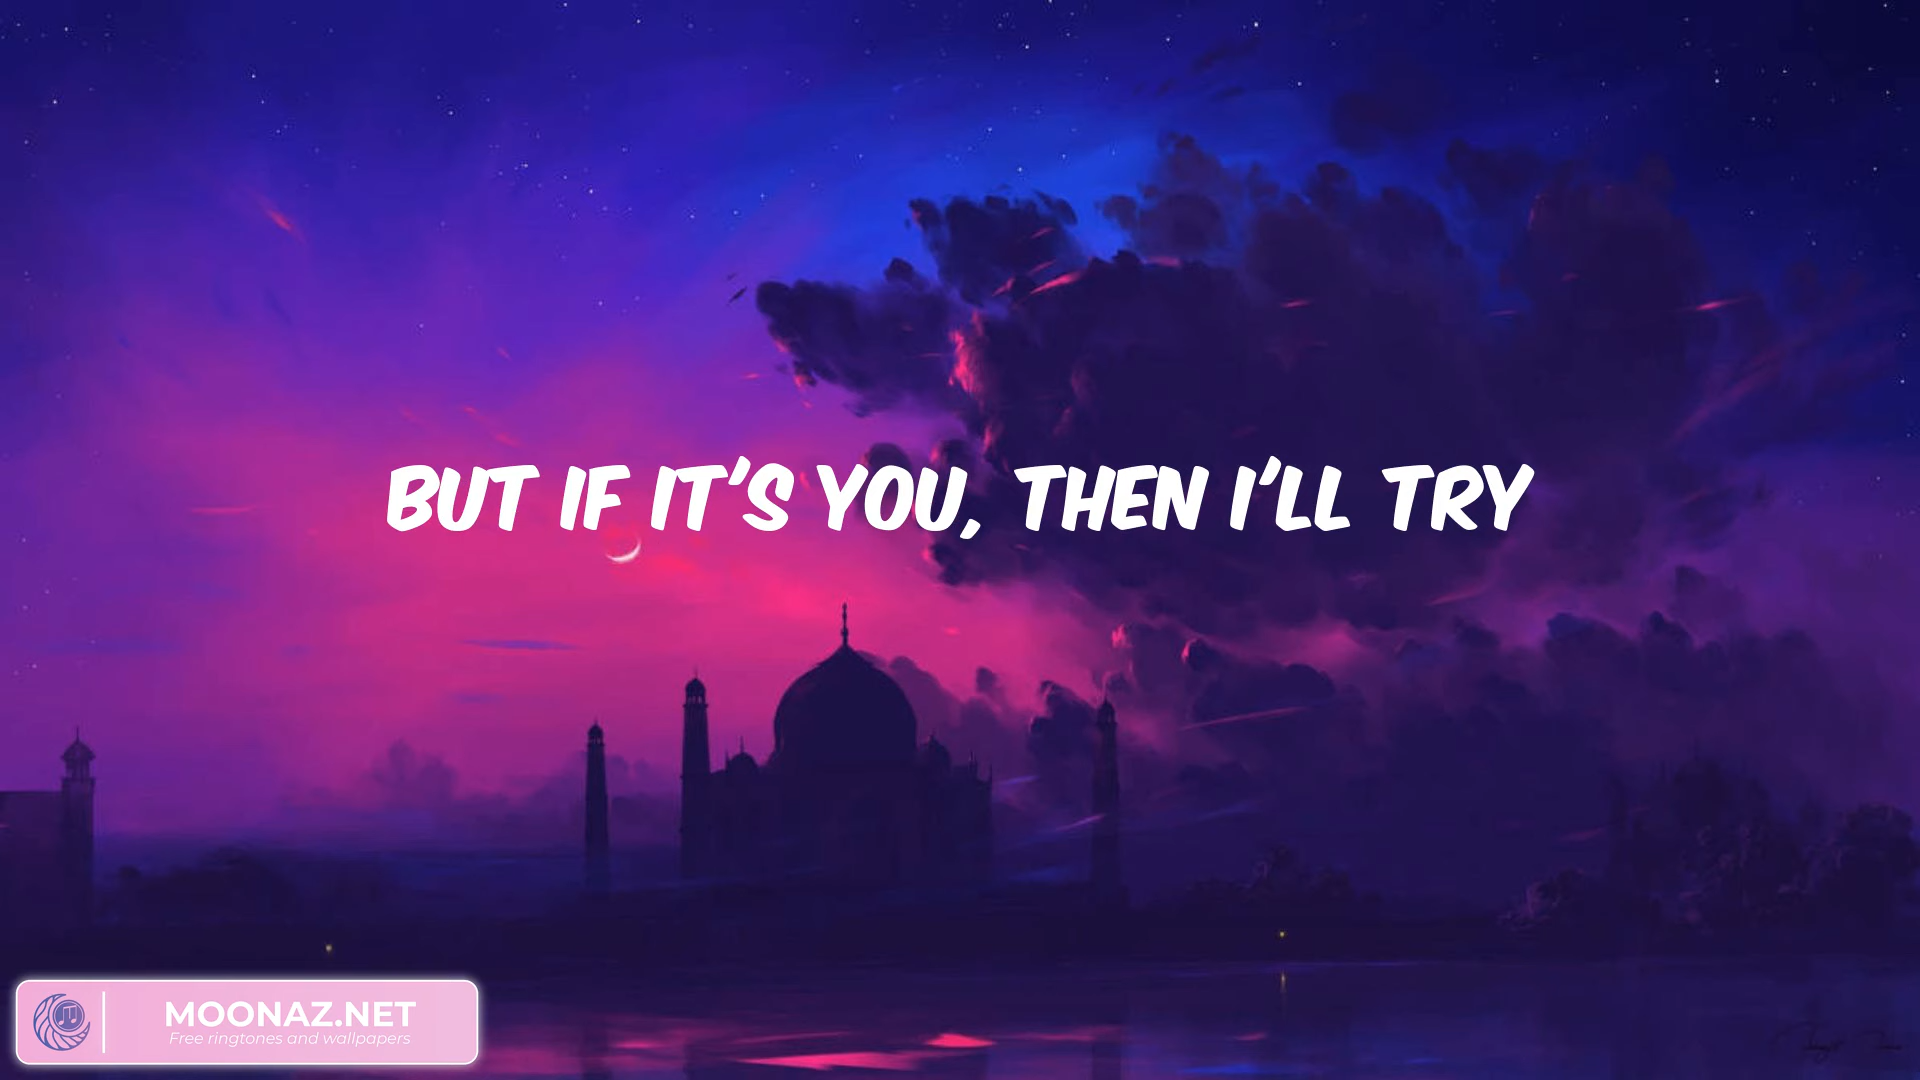 BUT IF IT'S YOU, THEN I'LL TRY
MOONAZ.NET
Free ringtones and wallpapers